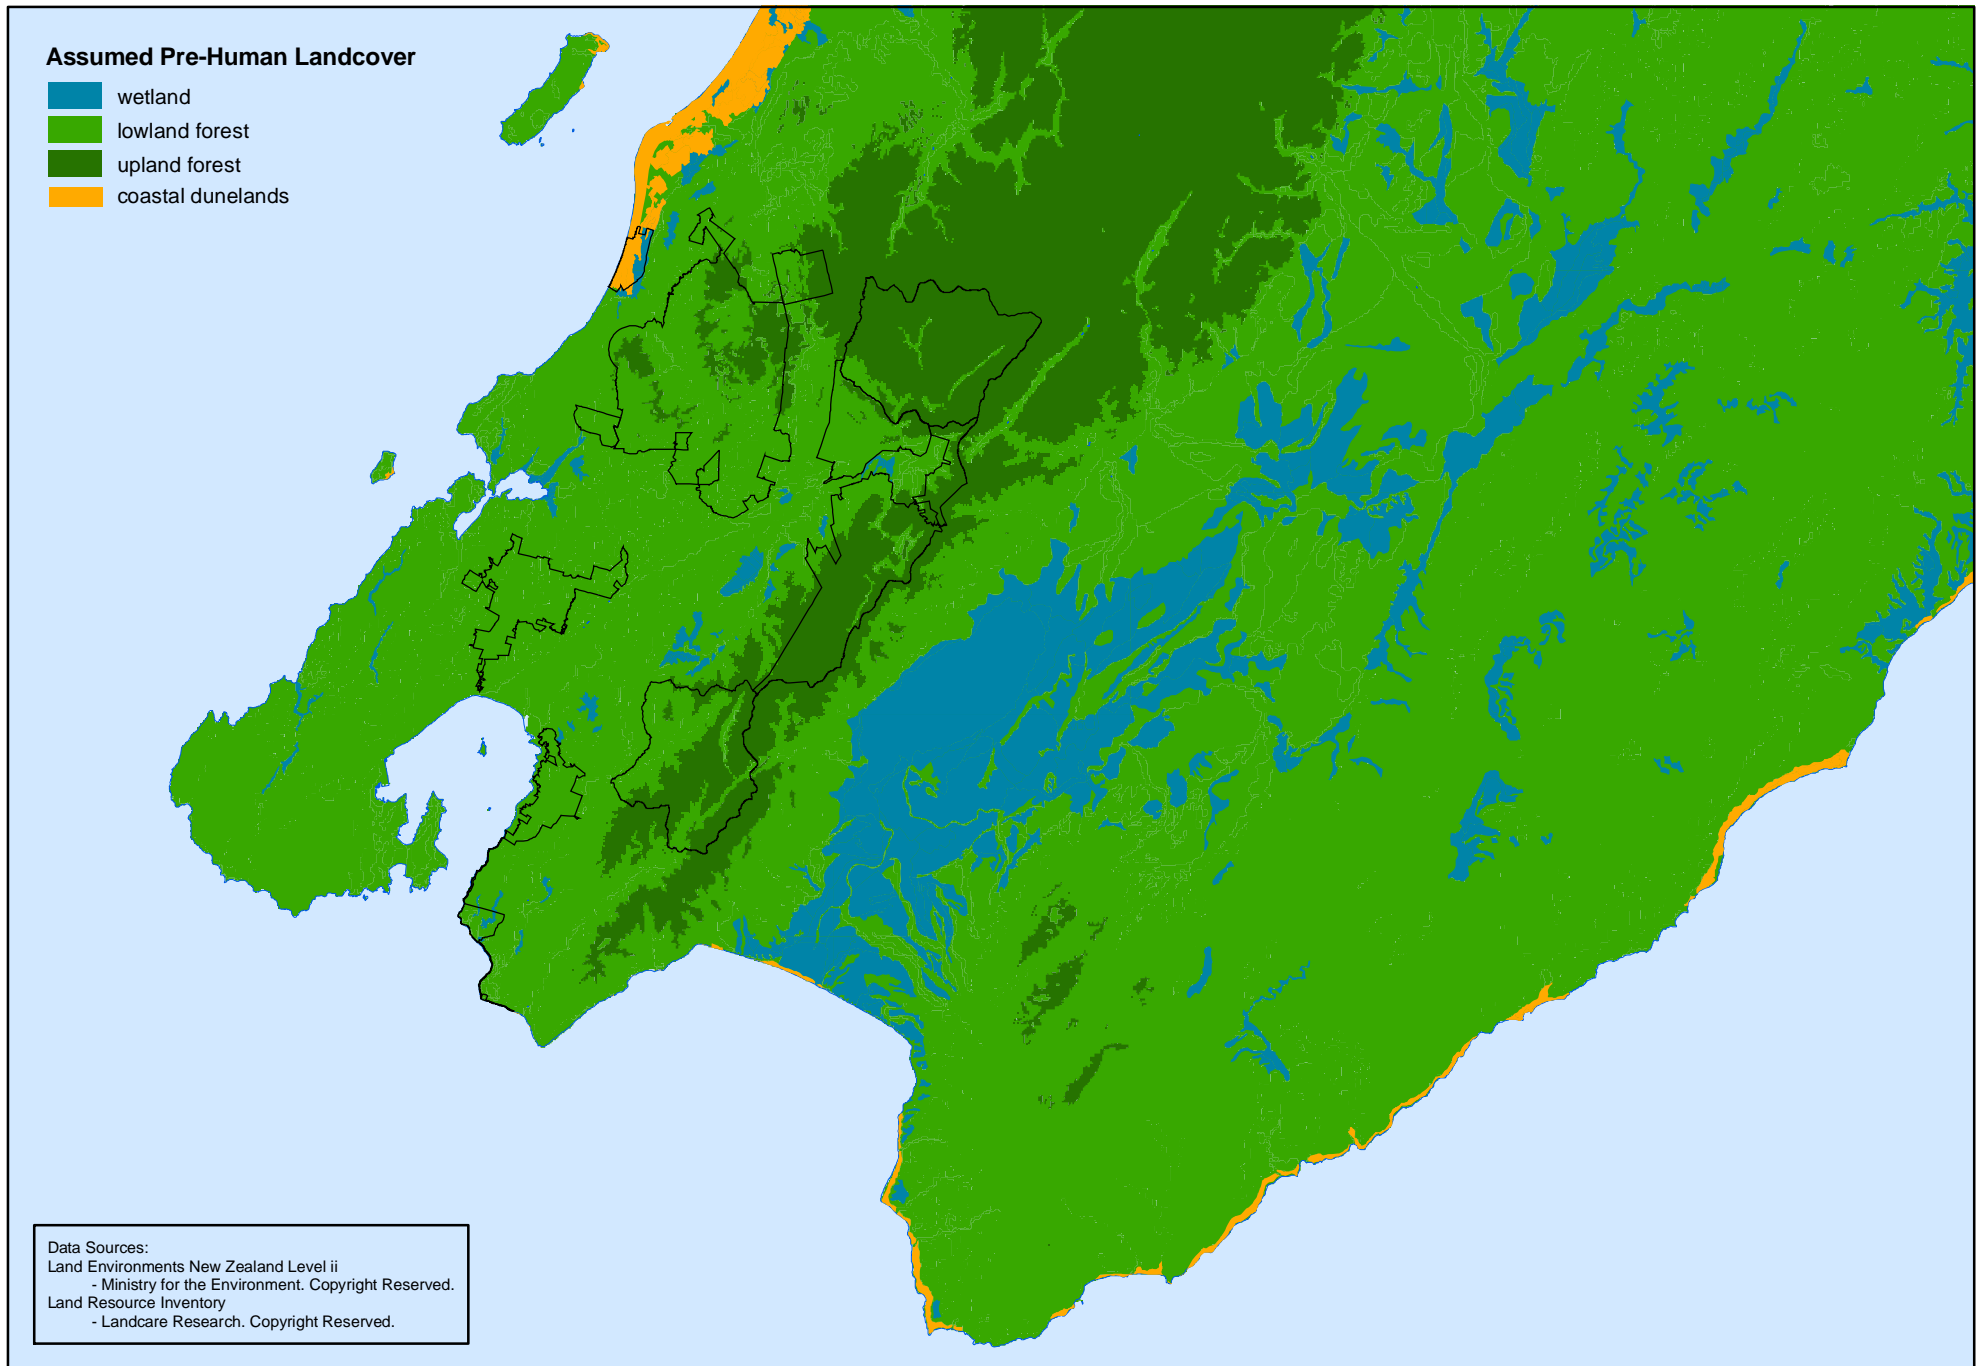 Assumed Pre-Human Landcover
wetland
lowland forest
upland forest
coastal dunelands
Data Sources:
Land Environments New Zealand Level ii
- Ministry for the Environment. Copyright Reserved.
Land Resource Inventory
- Landcare Research. Copyright Reserved.